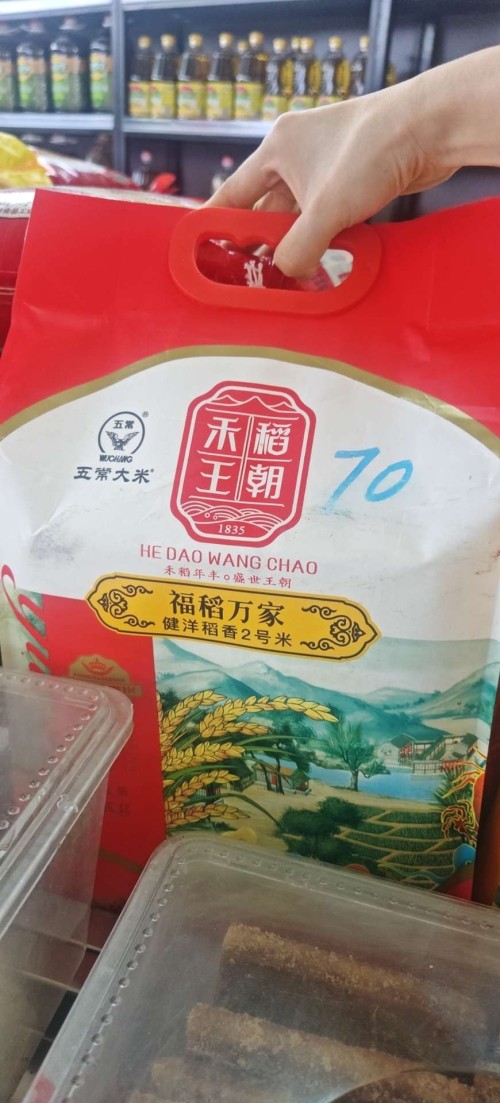 五常
WUCHANG
五常大米
禾稻
王朝
1835
70
HE DAO WANG CHAO
禾稻年丰。盛世王朝
福稻万家
健洋稻香2号米